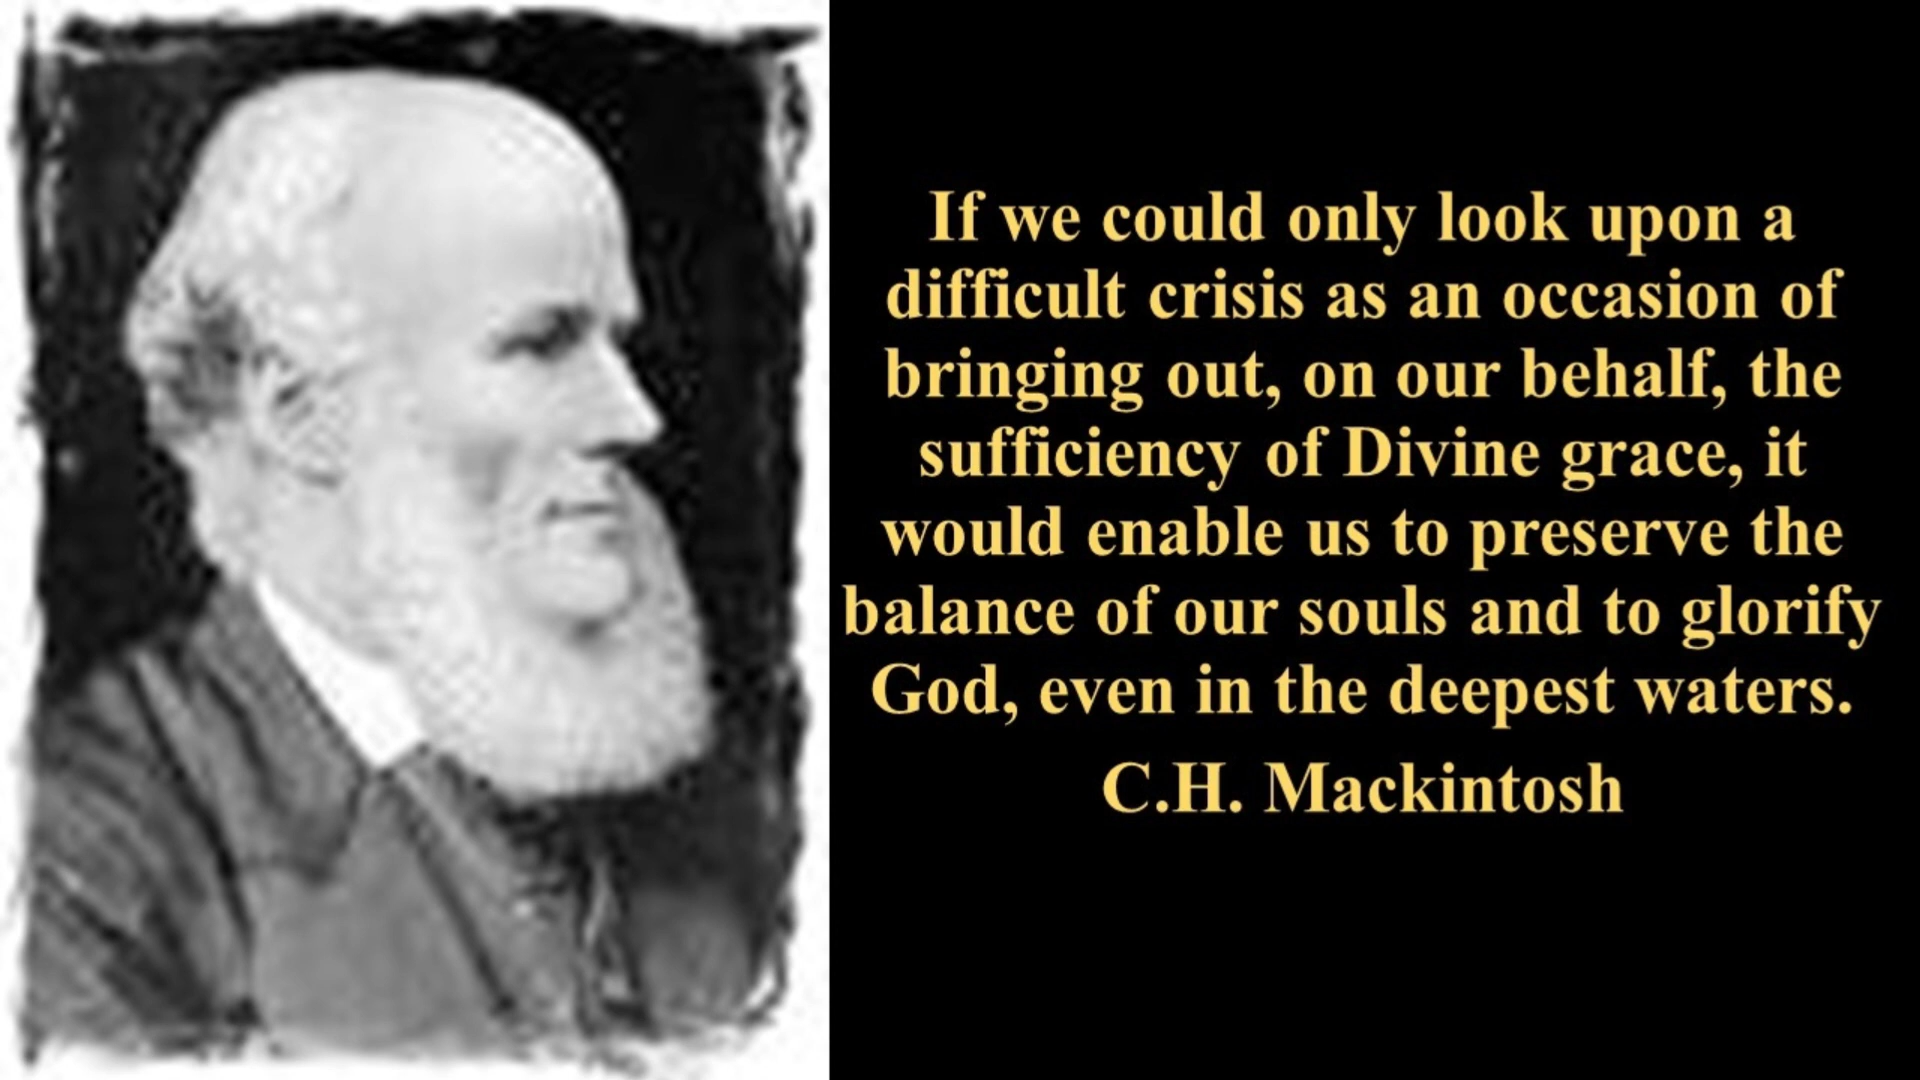 If we could only look upon a
difficult crisis as an occasion of
bringing out, on our behalf, the
sufficiency of Divine grace, it
would enable us to preserve the
balance of our souls and to glorify
God, even in the deepest waters.
C.H. Mackintosh